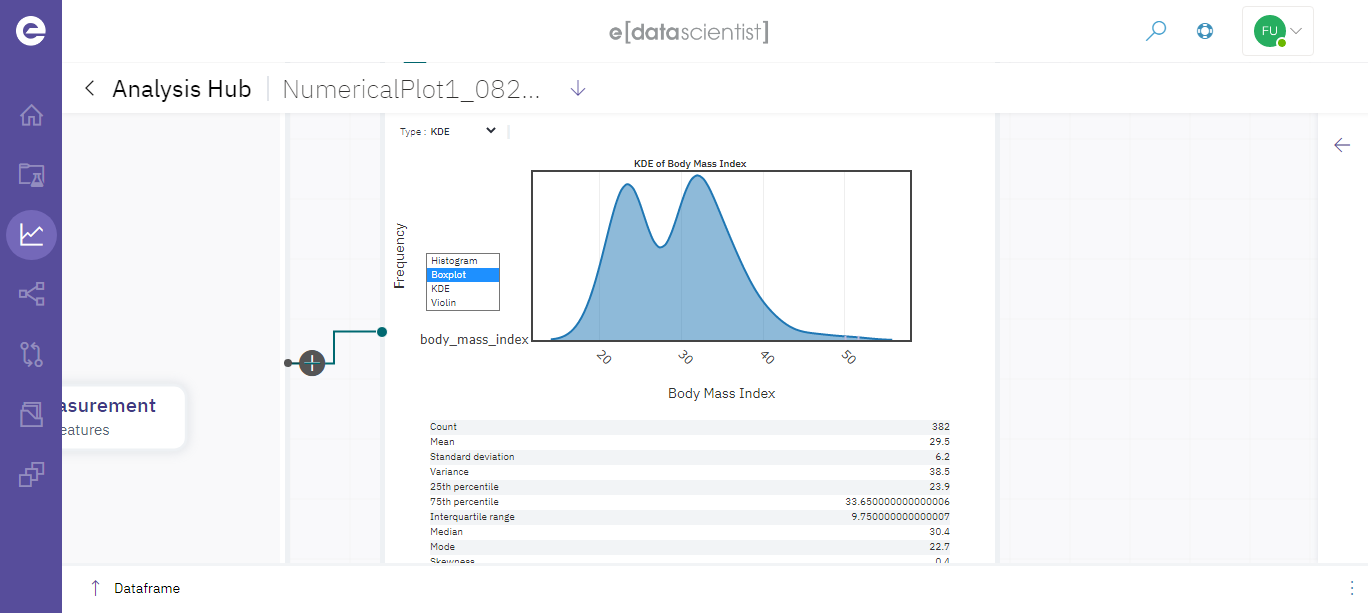 e[datascientist]
FU
Analysis Hub
NumericalPlot1_082...
Type : KDE
KDE of Body Mass Index
Frequency
Histogram
Boxplot
KDE
Violin
body_mass_index
20 30 40 50
Body Mass Index
asurement
eatures
Count 382
Mean 29.5
Standard deviation 6.2
Variance 38.5
25th percentile 23.9
75th percentile 33.650000000000006
Interquartile range 9.750000000000007
Median 30.4
Mode 22.7
Skewness 0.4
Dataframe